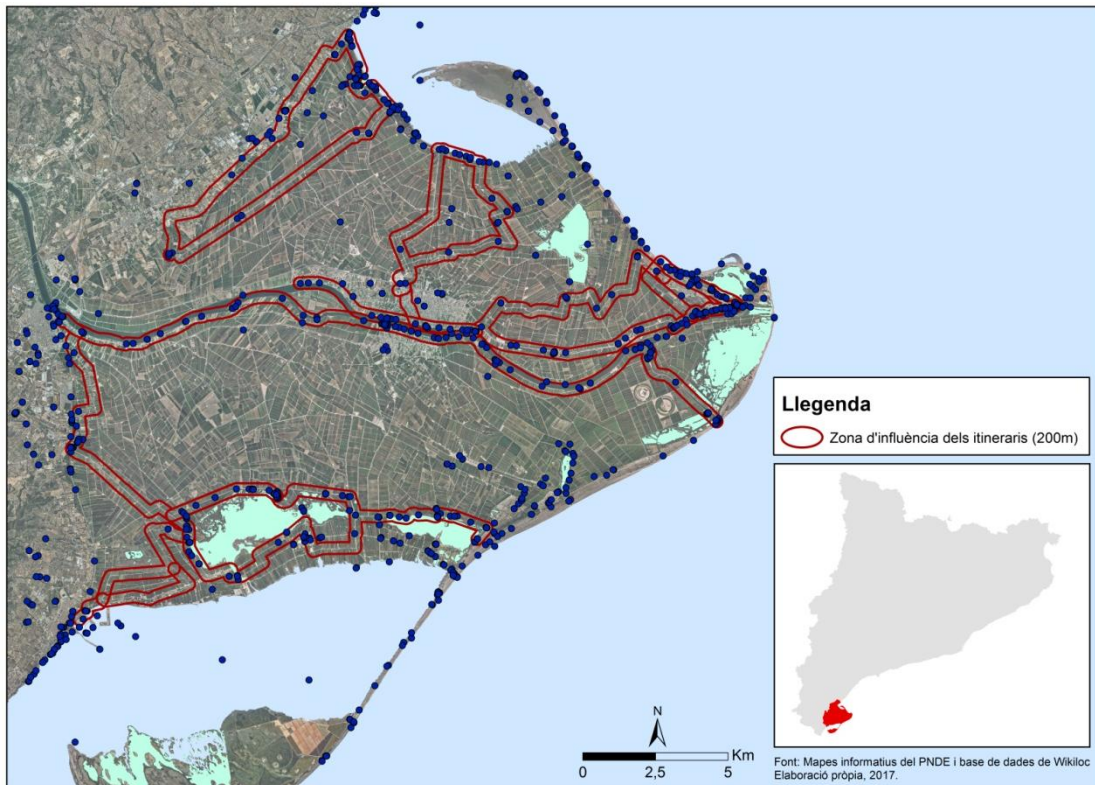 Llegenda
Zona d'influència dels itineraris (200m)
N
Km
0 2,5 5
Font: Mapes informatius del PNDE i base de dades de Wikiloc
Elaboració pròpia, 2017.